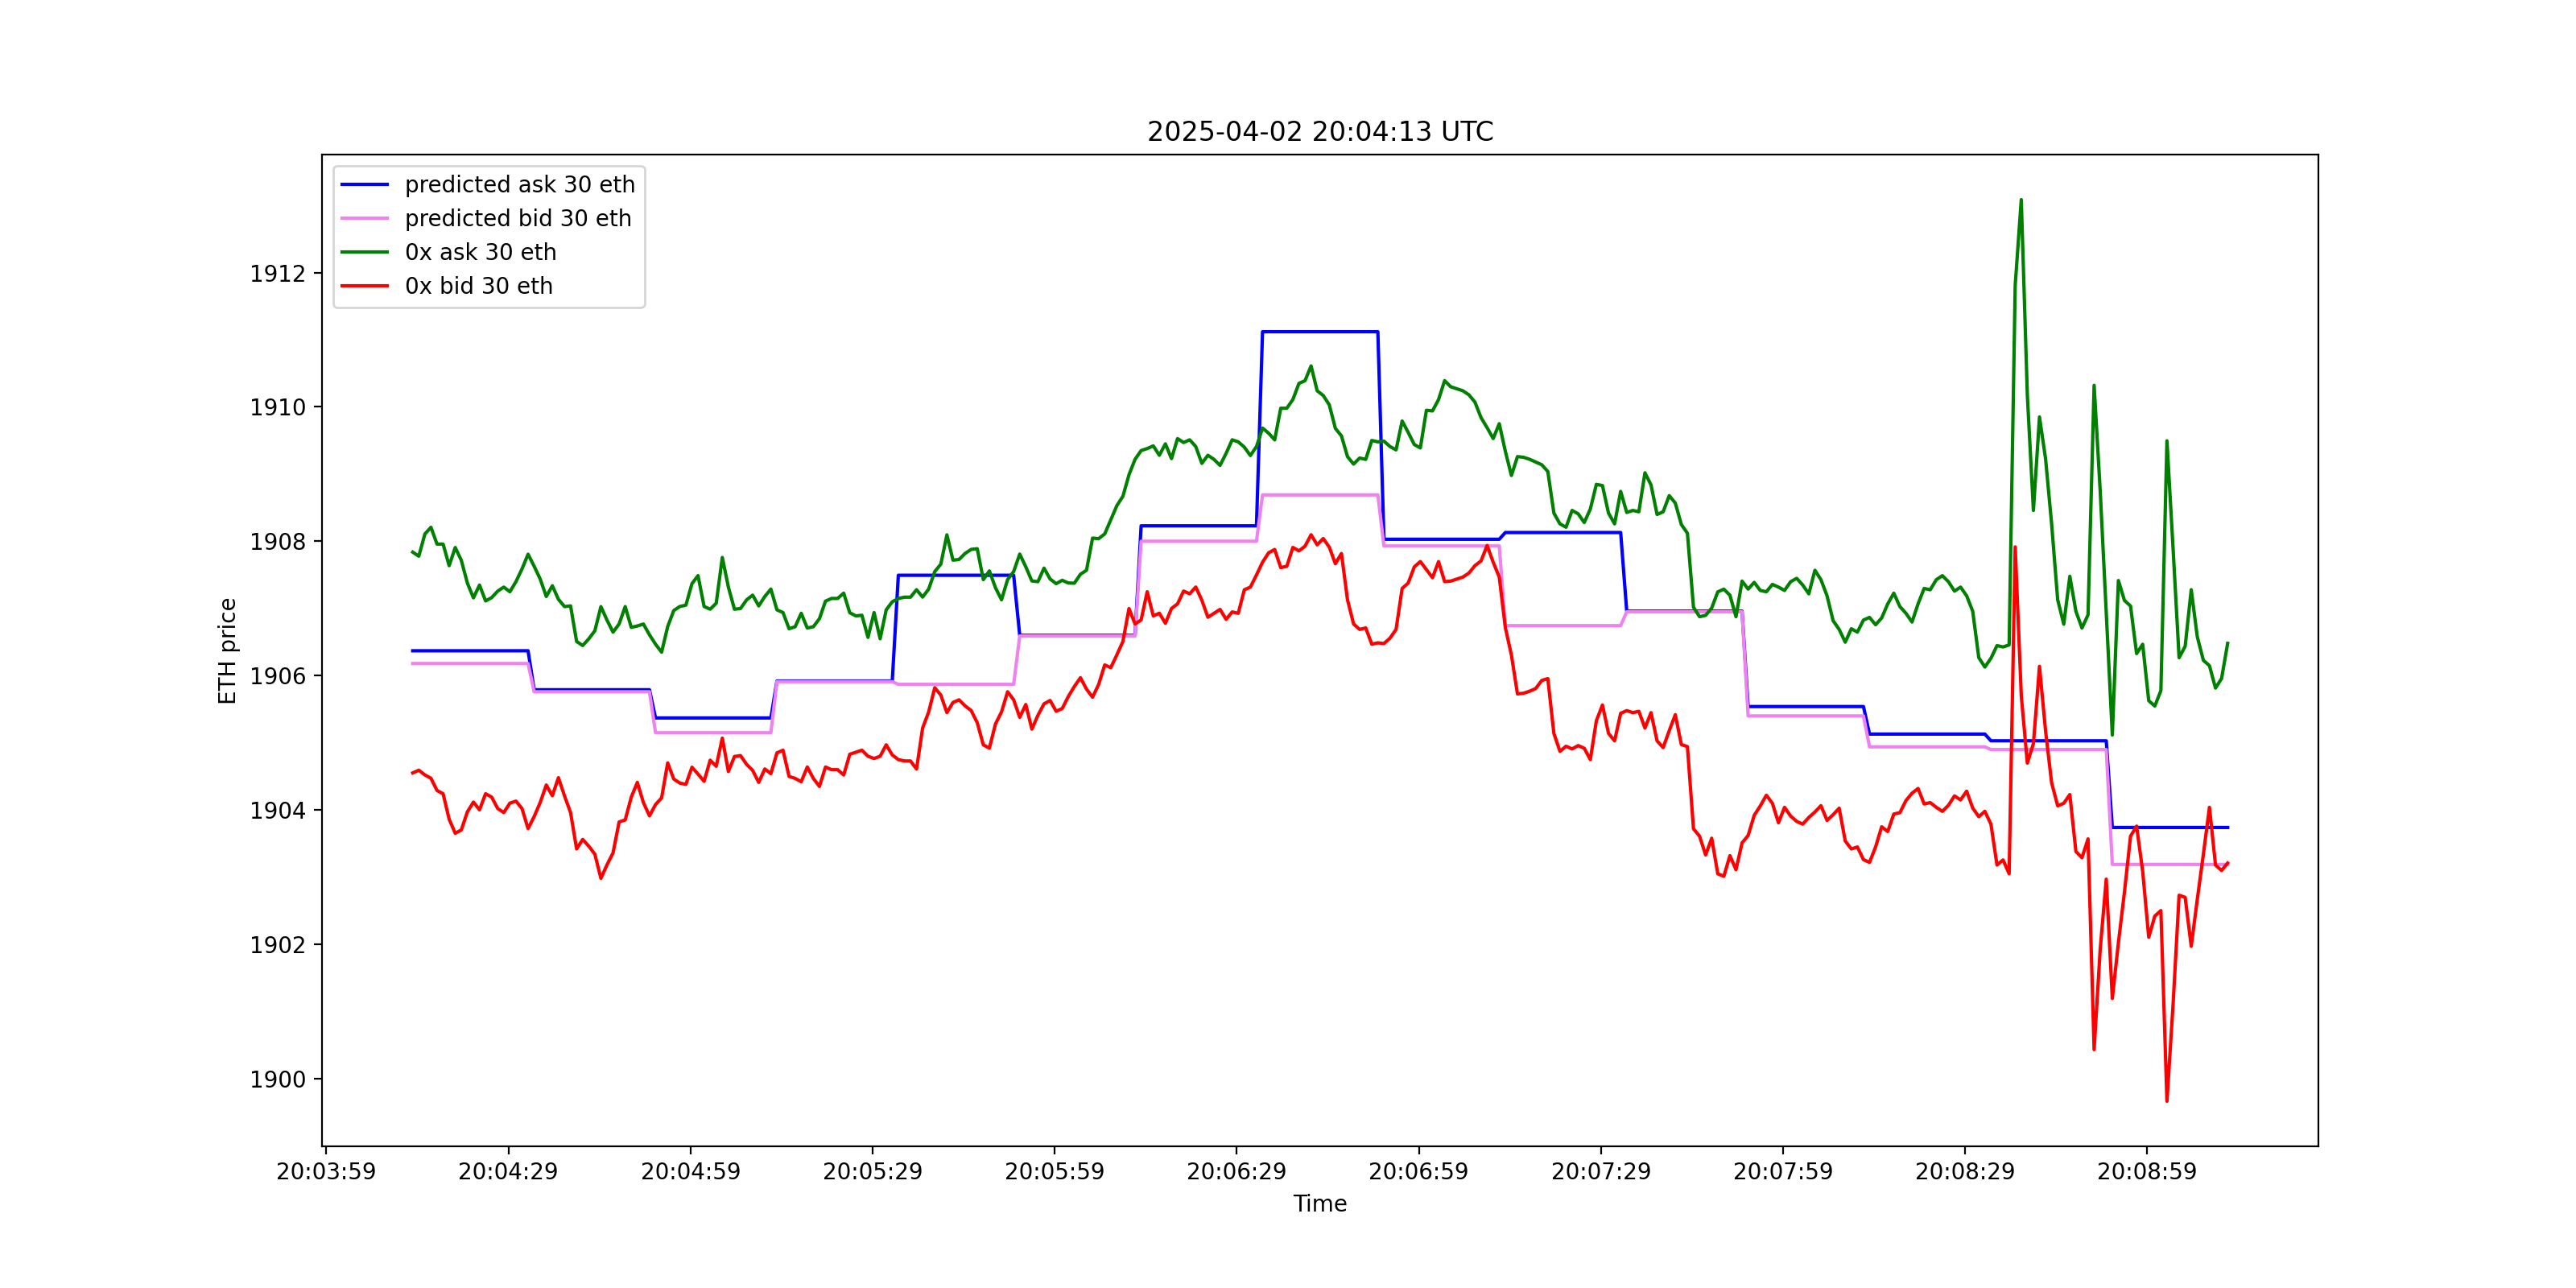 2025-04-02 20:04:13 UTC
predicted ask 30 eth
predicted bid 30 eth
0x ask 30 eth
0x bid 30 eth
ETH price
1912
1910
1908
1906
1904
1902
1900
20:03:59 20:04:29 20:04:59 20:05:29 20:05:59 20:06:29 20:06:59 20:07:29 20:07:59 20:08:29 20:08:59
Time